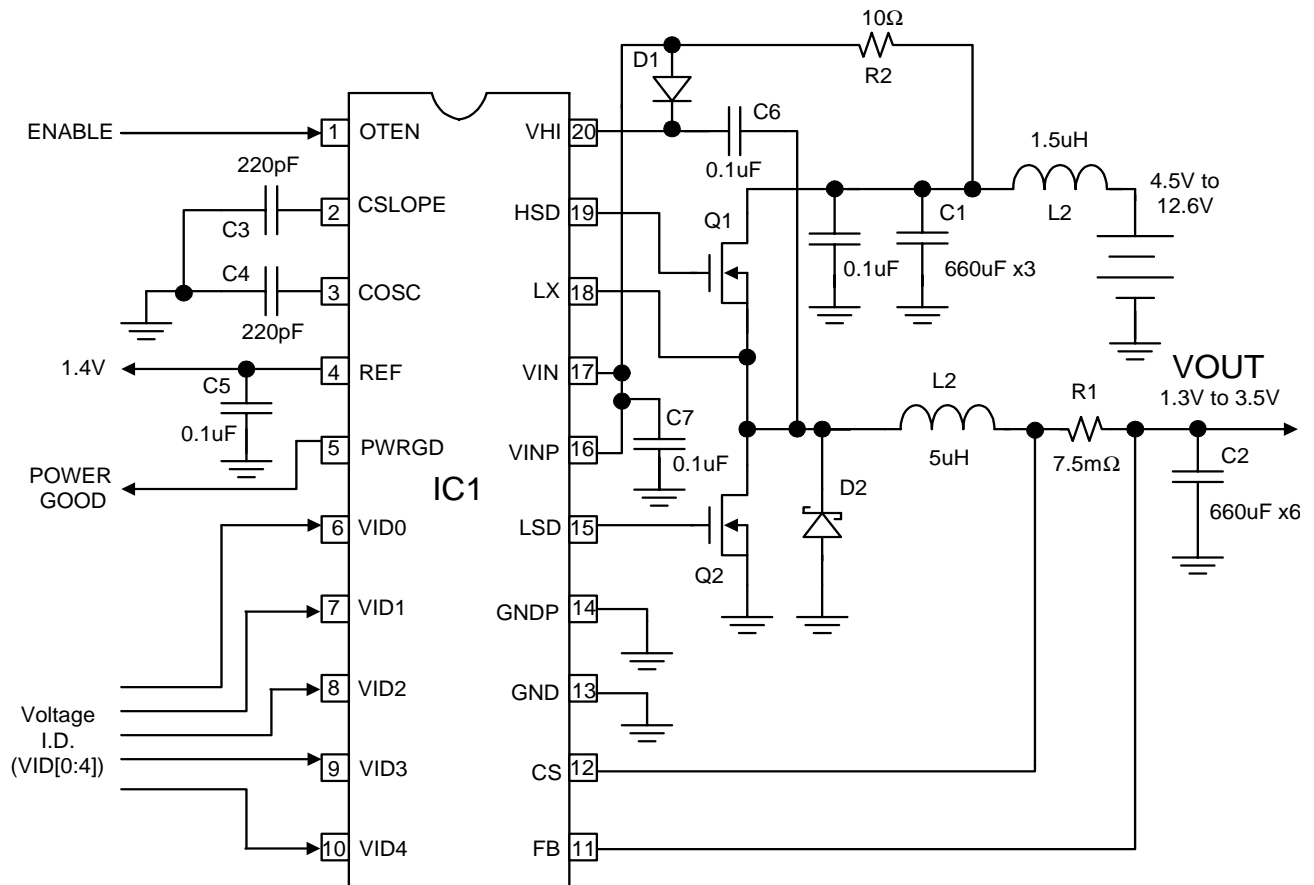 10Ω
D1
R2
ENABLE
1
OTEN
VHI
20
C6
0.1uF
1.5uH
L2
4.5V to
12.6V
220pF
C3
2
CSLOPE
HSD
19
Q1
C1
0.1uF
660uF x3
C4
220pF
3
COSC
LX
18
1.4V
4
REF
VIN
17
C5
0.1uF
L2
5uH
R1
7.5mΩ
VOUT
1.3V to 3.5V
C7
0.1uF
5
PWRGD
VINP
16
POWER
GOOD
IC1
D2
C2
660uF x6
6
VID0
LSD
15
Q2
7
VID1
GNDP
14
8
VID2
GND
13
Voltage
I.D.
(VID[0:4])
9
VID3
CS
12
10
VID4
FB
11